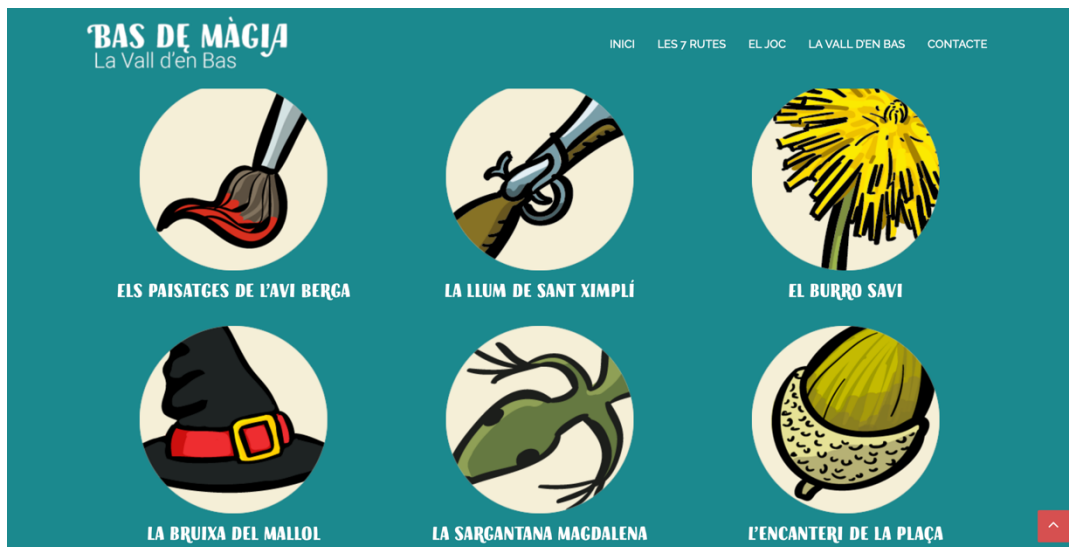 BAS DE MÀGIA
La Vall d'en Bas
INICI LES 7 RUTES EL JOC LA VALL D'EN BAS CONTACTE
ELS PAISATGES DE L'AVI BERGA
LA LLUM DE SANT XIMPLÍ
EL BURRO SAVI
LA BRUIXA DEL MALLOL
LA SARGANTANA MAGDALENA
L'ENCANTERI DE LA PLAÇA